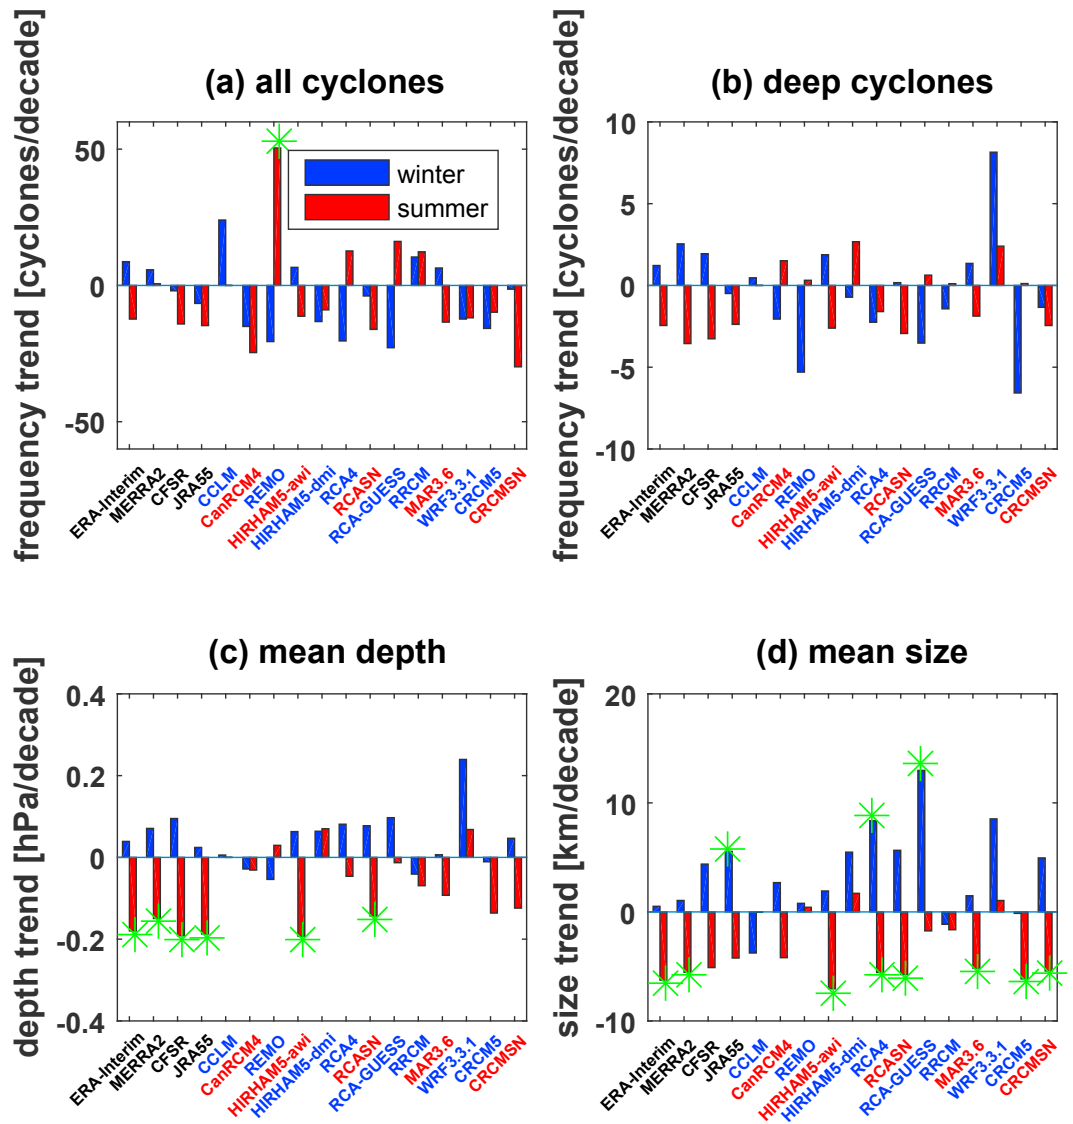 (a) all cyclones
frequency trend [cyclones/decade]
50
0
-50
winter
summer
ERA-Interim
MERRA2
CFSR
JRA55
CCLM
CanRCM4
REMO
HIRHAM5-awi
HIRHAM5-dmi
RCA4
RCASN
RCA-GUESS
RRCM
MAR3.6
WRF3.3.1
CRCM5
CRCMSN
(b) deep cyclones
frequency trend [cyclones/decade]
10
5
0
-5
-10
ERA-Interim
MERRA2
CFSR
JRA55
CCLM
CanRCM4
REMO
HIRHAM5-awi
HIRHAM5-dmi
RCA4
RCASN
RCA-GUESS
RRCM
MAR3.6
WRF3.3.1
CRCM5
CRCMSN
(c) mean depth
depth trend [hPa/decade]
0.4
0.2
0
-0.2
-0.4
ERA-Interim
MERRA2
CFSR
JRA55
CCLM
CanRCM4
REMO
HIRHAM5-awi
HIRHAM5-dmi
RCA4
RCASN
RCA-GUESS
RRCM
MAR3.6
WRF3.3.1
CRCM5
CRCMSN
(d) mean size
size trend [km/decade]
20
10
0
-10
ERA-Interim
MERRA2
CFSR
JRA55
CCLM
CanRCM4
REMO
HIRHAM5-awi
HIRHAM5-dmi
RCA4
RCASN
RCA-GUESS
RRCM
MAR3.6
WRF3.3.1
CRCM5
CRCMSN